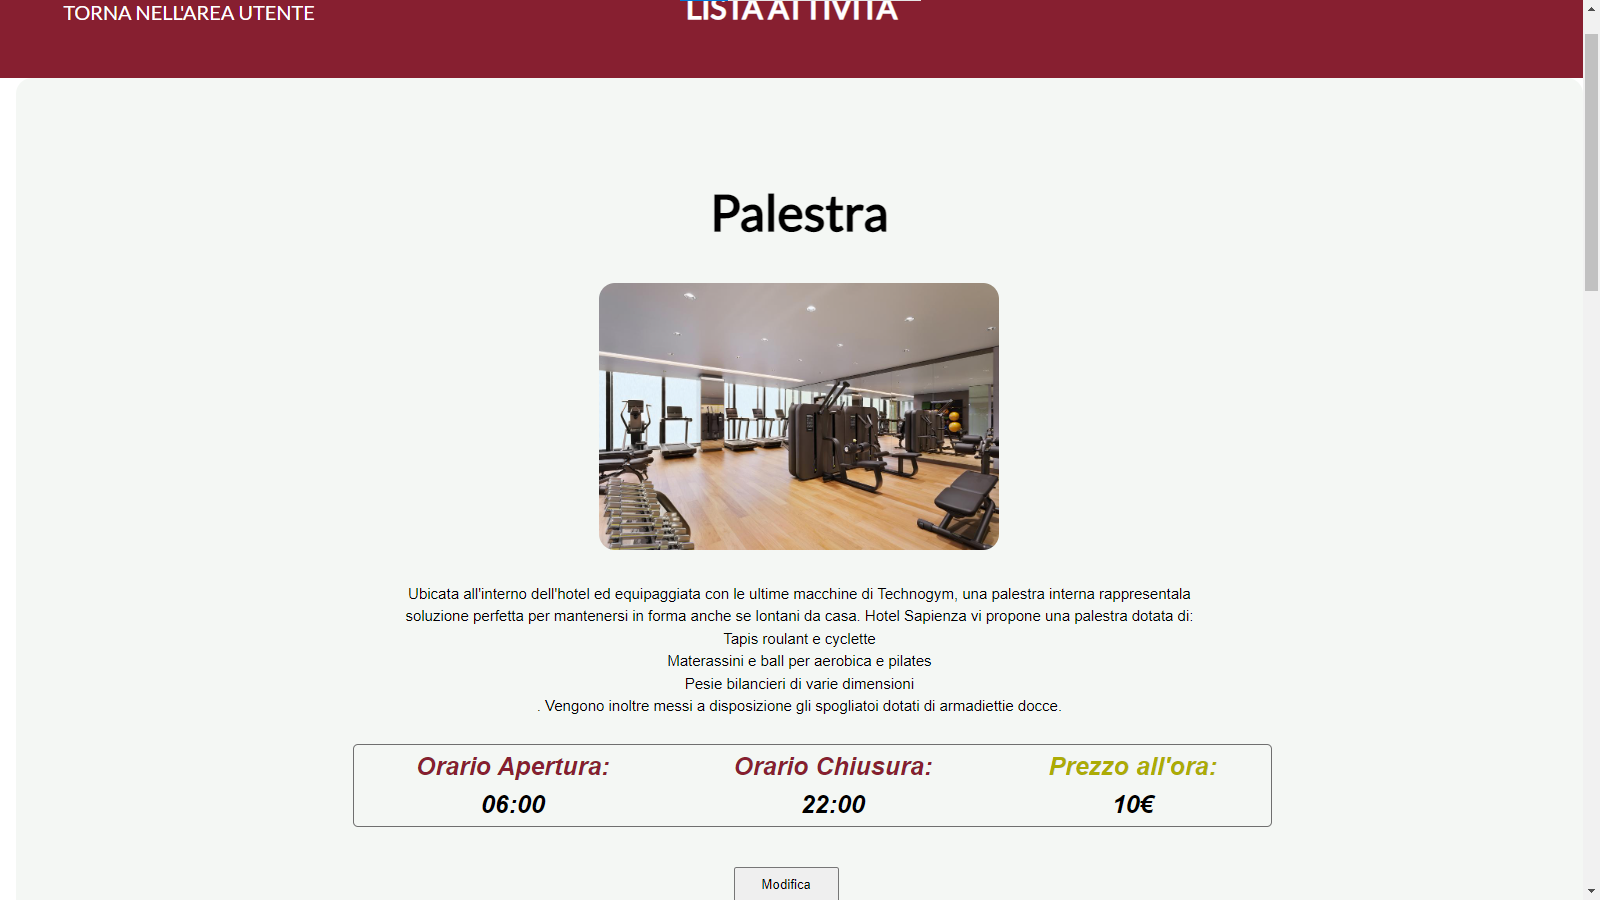 TORNA NELL'AREA UTENTE
LISTA ATTIVITÀ
Palestra
Ubicata all'interno dell'hotel ed equipaggiata con le ultime macchine di Technogym, una palestra interna rappresentala
soluzione perfetta per mantenersi in forma anche se lontani da casa. Hotel Sapienza vi propone una palestra dotata di:
Tapis roulant e cyclette
Materassini e ball per aerobica e pilates
Pesie bilancieri di varie dimensioni
. Vengono inoltre messi a disposizione gli spogliatoi dotati di armadiettie docce.
Orario Apertura:
06:00
Orario Chiusura:
22:00
Prezzo all'ora:
10€
Modifica